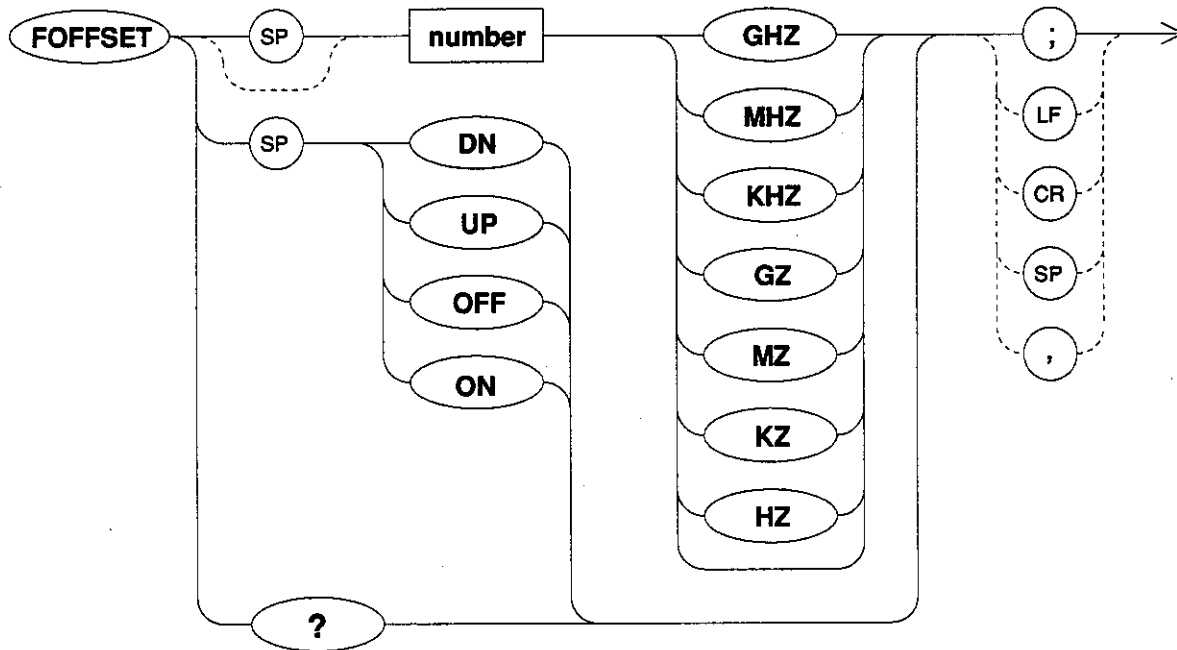 FOFFSET SP number GHZ ;
MHZ LF
SP DN
KHZ CR
UP
GZ SP
OFF
MZ ,
ON
KZ
HZ
?